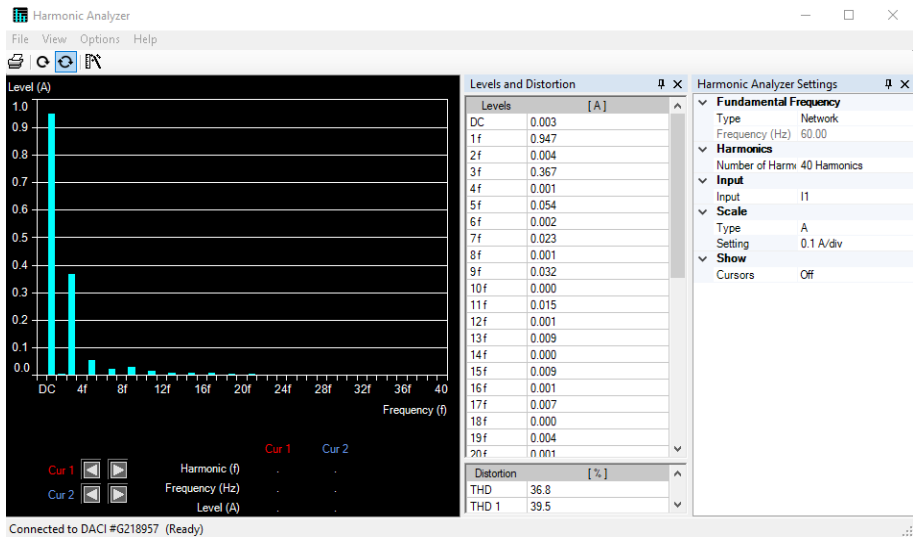 Harmonic Analyzer
File View Options Help
Level (A)
1.0
0.9
0.8
0.7
0.6
0.5
0.4
0.3
0.2
0.1
0.0
DC 4f 8f 12f 16f 20f 24f 28f 32f 36f 40
Frequency (f)
Cur 1 Cur 2
Cur 1 Harmonic (f) . .
Cur 2 Frequency (Hz) . .
Level (A) . .
Levels and Distortion
Levels [ A ]
DC 0.003
1f 0.947
2f 0.004
3f 0.367
4f 0.001
5f 0.054
6f 0.002
7f 0.023
8f 0.001
9f 0.032
10f 0.000
11f 0.015
12f 0.001
13f 0.009
14f 0.000
15f 0.009
16f 0.001
17f 0.007
18f 0.000
19f 0.004
20f 0.001
Distortion [ % ]
THD 36.8
THD 1 39.5
Harmonic Analyzer Settings
Fundamental Frequency
Type Network
Frequency (Hz) 60.00
Harmonics
Number of Harm 40 Harmonics
Input
Input I1
Scale
Type A
Setting 0.1 A/div
Show
Cursors Off
Connected to DACI #G218957 (Ready)